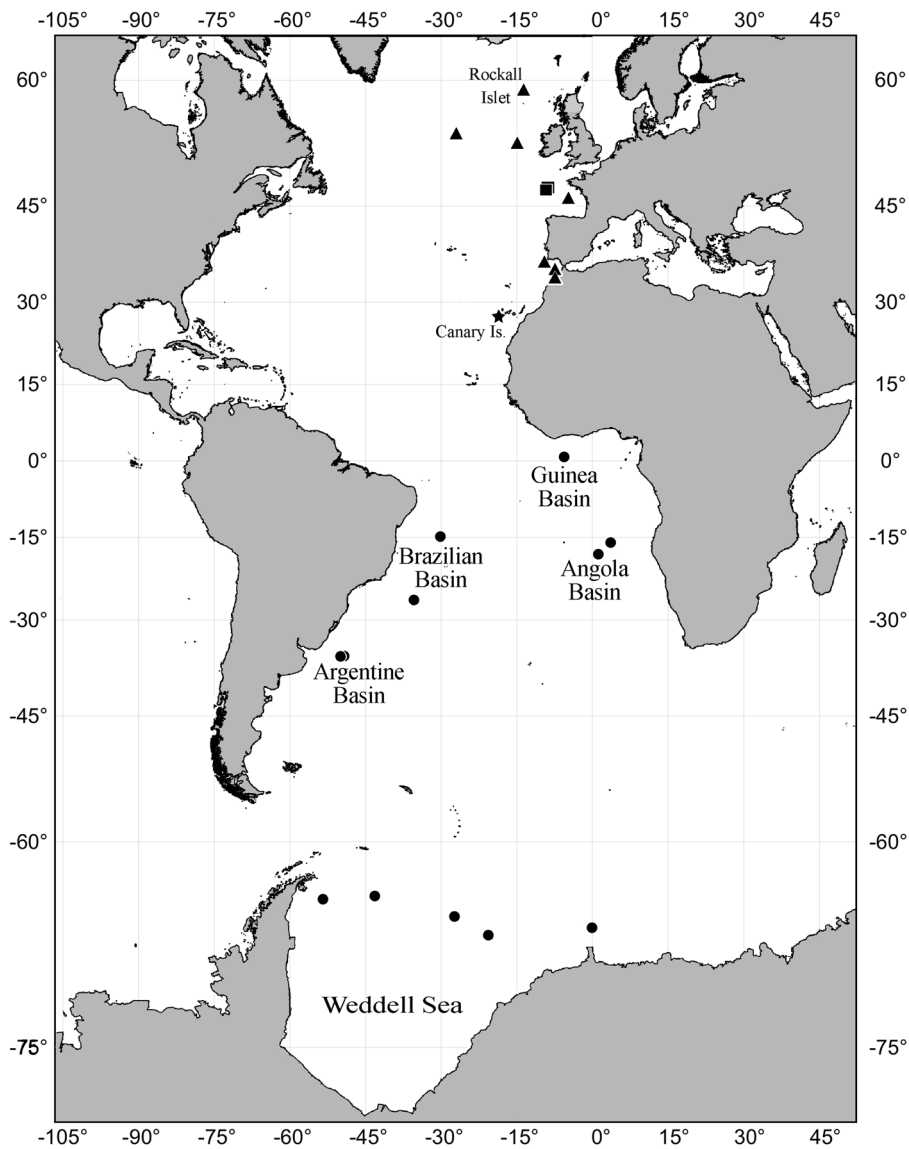 -105° -90° -75° -60° -45° -30° -15° 0° 15° 30° 45°
60° Rockall 60°
Islet
45° 45°
30° 30°
Canary Is.
15° 15°
0° 0°
Guinea
Basin
-15° -15°
Brazilian
Basin
Angola
Basin
-30° -30°
Argentine
Basin
-45° -45°
-60° -60°
Weddell Sea
-75° -75°
-105° -90° -75° -60° -45° -30° -15° 0° 15° 30° 45°